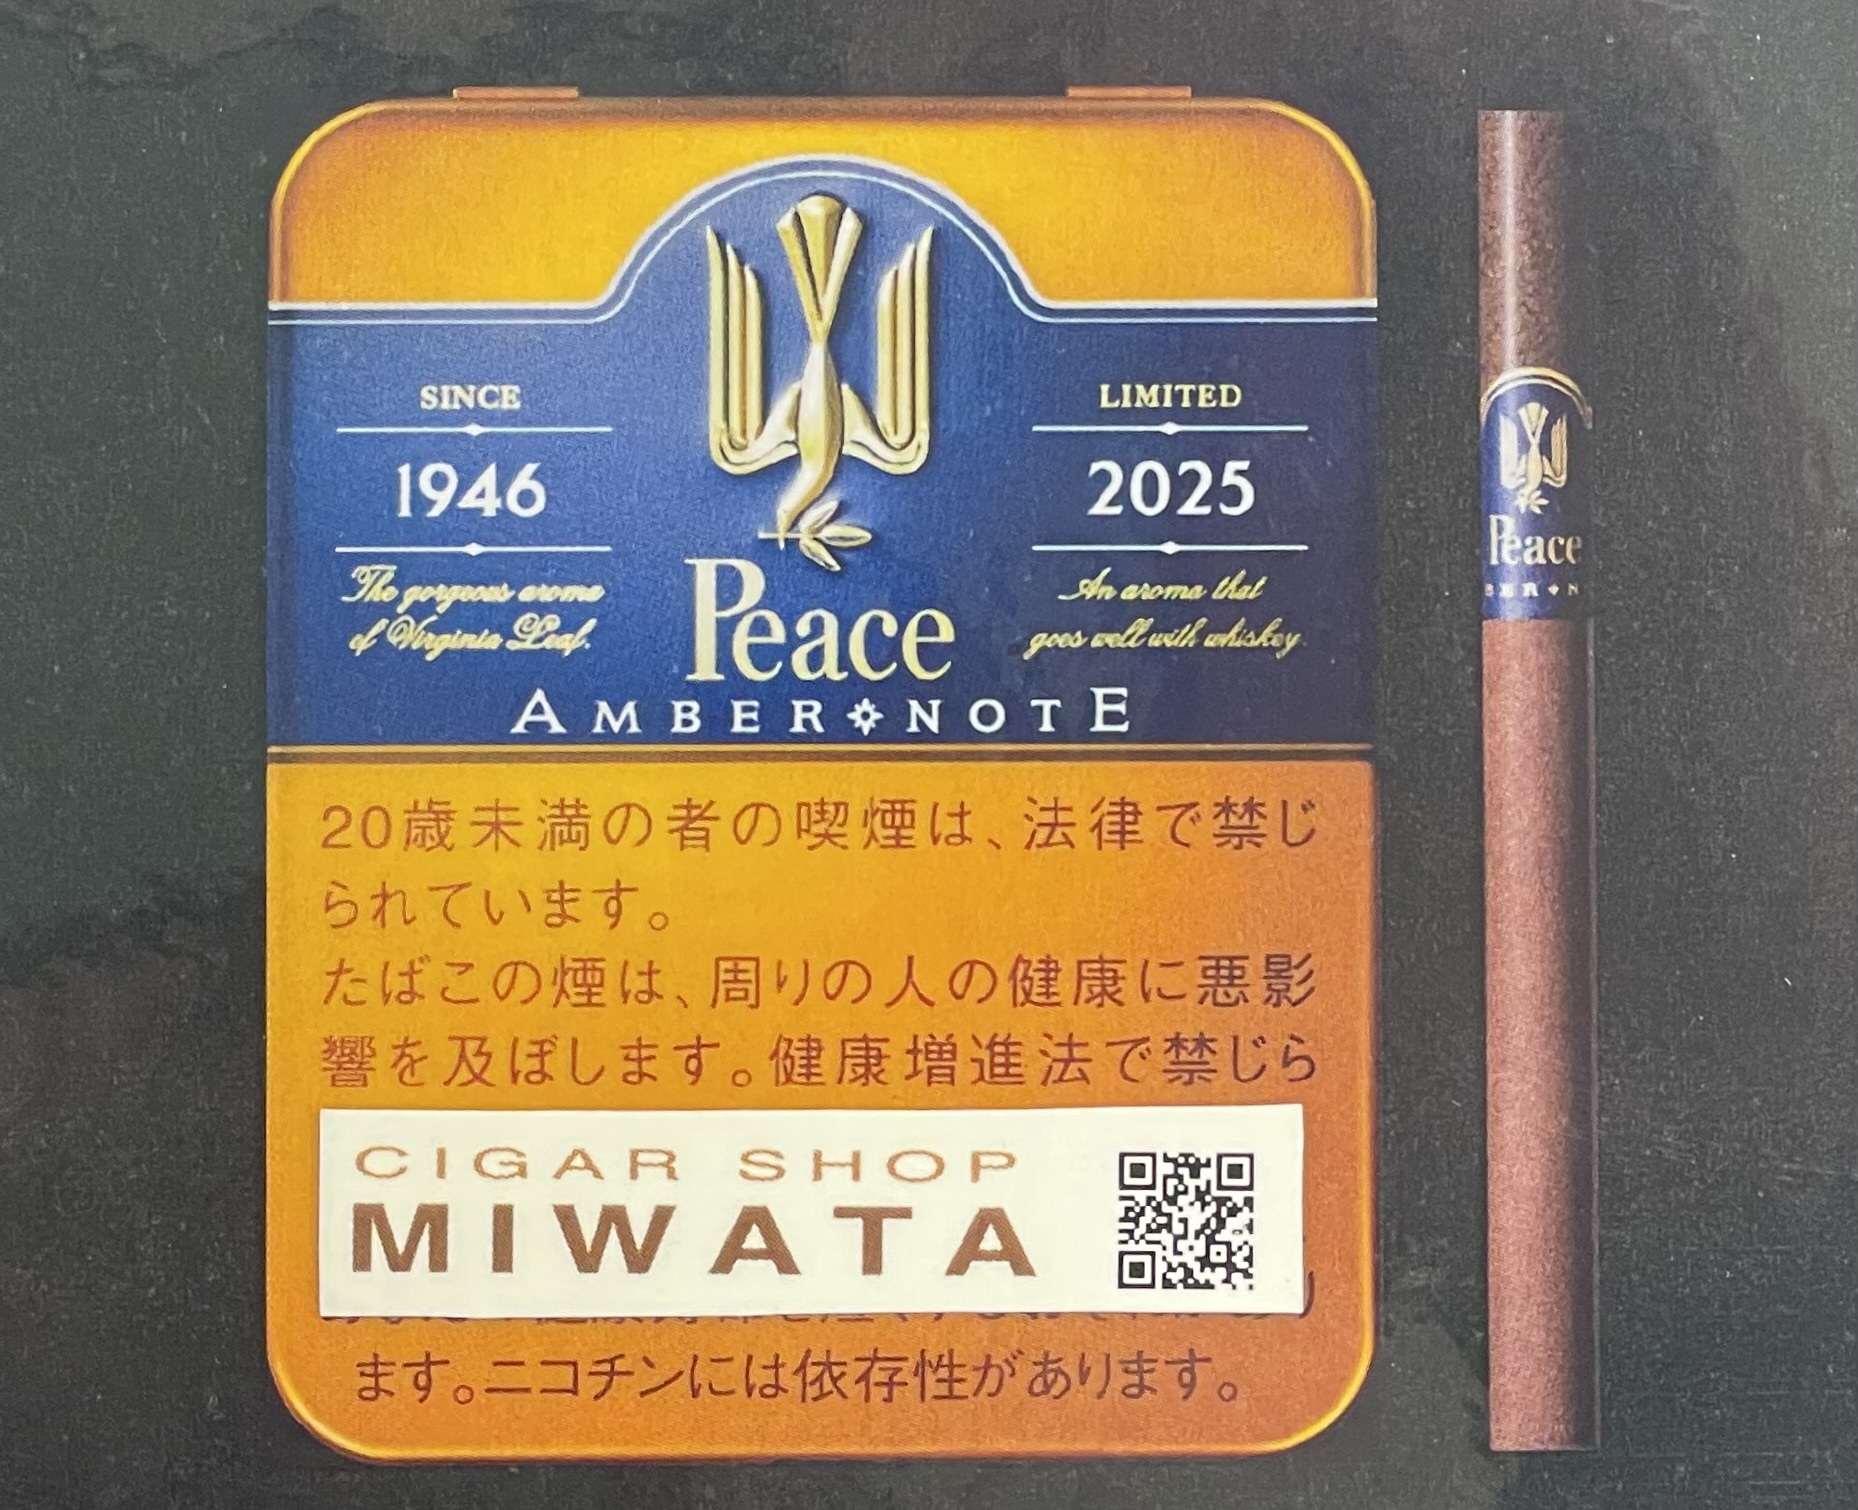 SINCE
1946
The gorgeous aroma
of Virginia Leaf.
LIMITED
2025
An aroma that
goes well with whiskey.
Peace
AMBER NOTE
20歳未満の者の喫煙は、法律で禁じ
られています。
たばこの煙は、周りの人の健康に悪影
響を及ぼします。健康増進法で禁じら
CIGAR SHOP
MIWATA
ます。ニコチンには依存性があります。
Peace
BER N